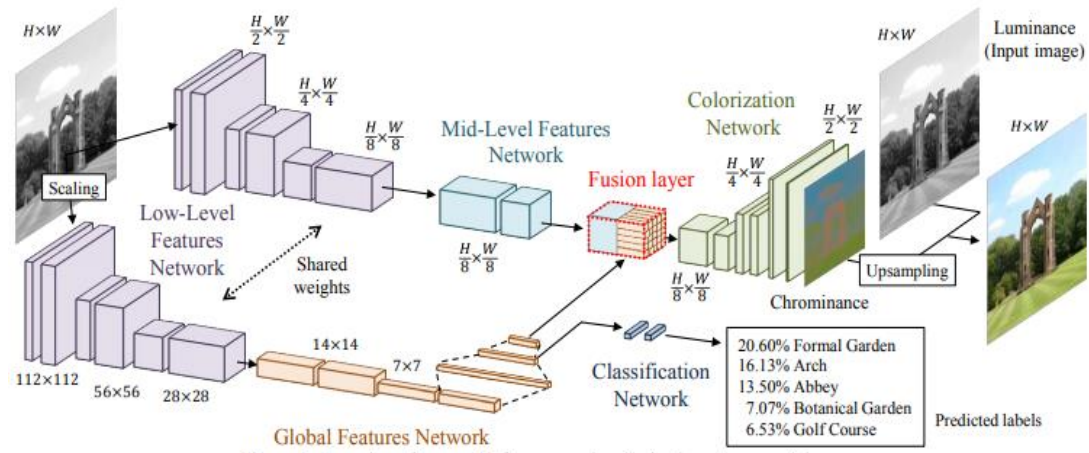 H×W
H/2 × W/2
H/4 × W/4
H/8 × W/8
Scaling
Low-Level
Features
Network
Mid-Level Features
Network
H/8 × W/8
Fusion layer
Colorization
Network
H/8 × W/8
H/4 × W/4
H/2 × W/2
Chrominance
H×W
Luminance
(Input image)
H×W
Upsampling
Shared
weights
112×112
56×56
28×28
14×14
7×7
Global Features Network
Classification
Network
20.60% Formal Garden
16.13% Arch
13.50% Abbey
7.07% Botanical Garden
6.53% Golf Course
Predicted labels